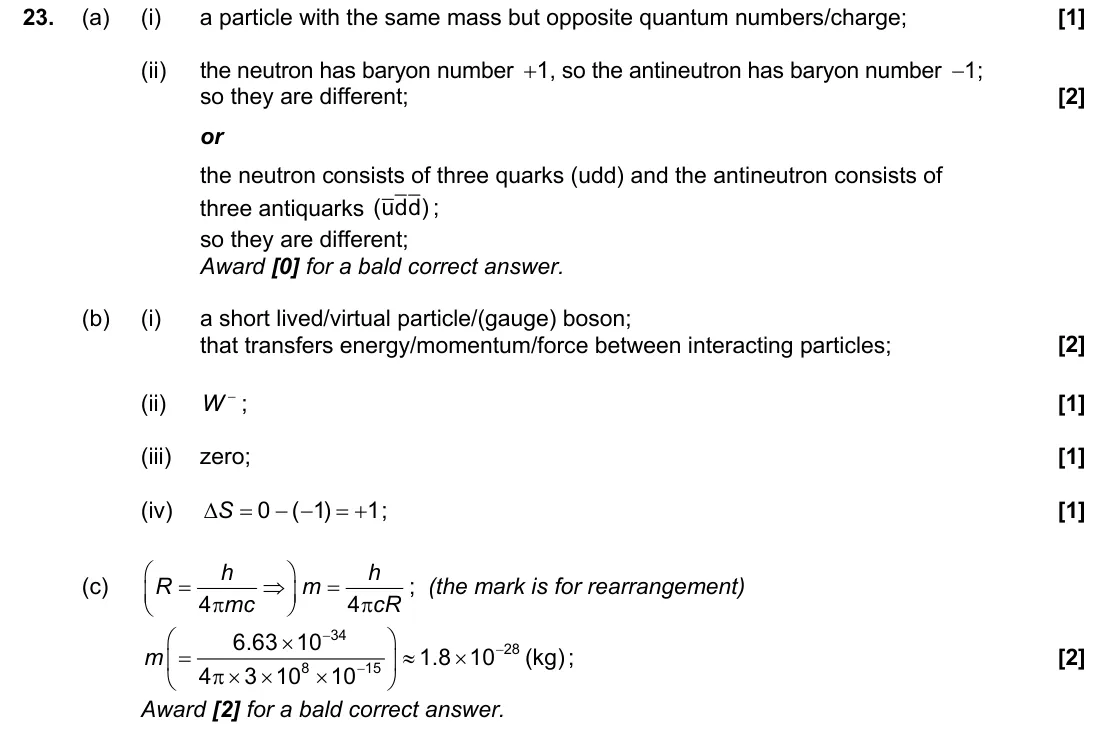 23. (a) (i) a particle with the same mass but opposite quantum numbers/charge; [1]
(ii) the neutron has baryon number +1, so the antineutron has baryon number −1;
so they are different; [2]
or
the neutron consists of three quarks (udd) and the antineutron consists of
three antiquarks (u̅d̅d̅);
so they are different;
Award [0] for a bald correct answer.
(b) (i) a short lived/virtual particle/(gauge) boson;
that transfers energy/momentum/force between interacting particles; [2]
(ii) W⁻; [1]
(iii) zero; [1]
(iv) ΔS = 0 − (−1) = +1; [1]
(c) (R = h/4πmc ⇒) m = h/4πcR; (the mark is for rearrangement)
m(= 6.63×10⁻³⁴/4π×3×10⁸×10⁻¹⁵) ≈ 1.8×10⁻²⁸ (kg); [2]
Award [2] for a bald correct answer.